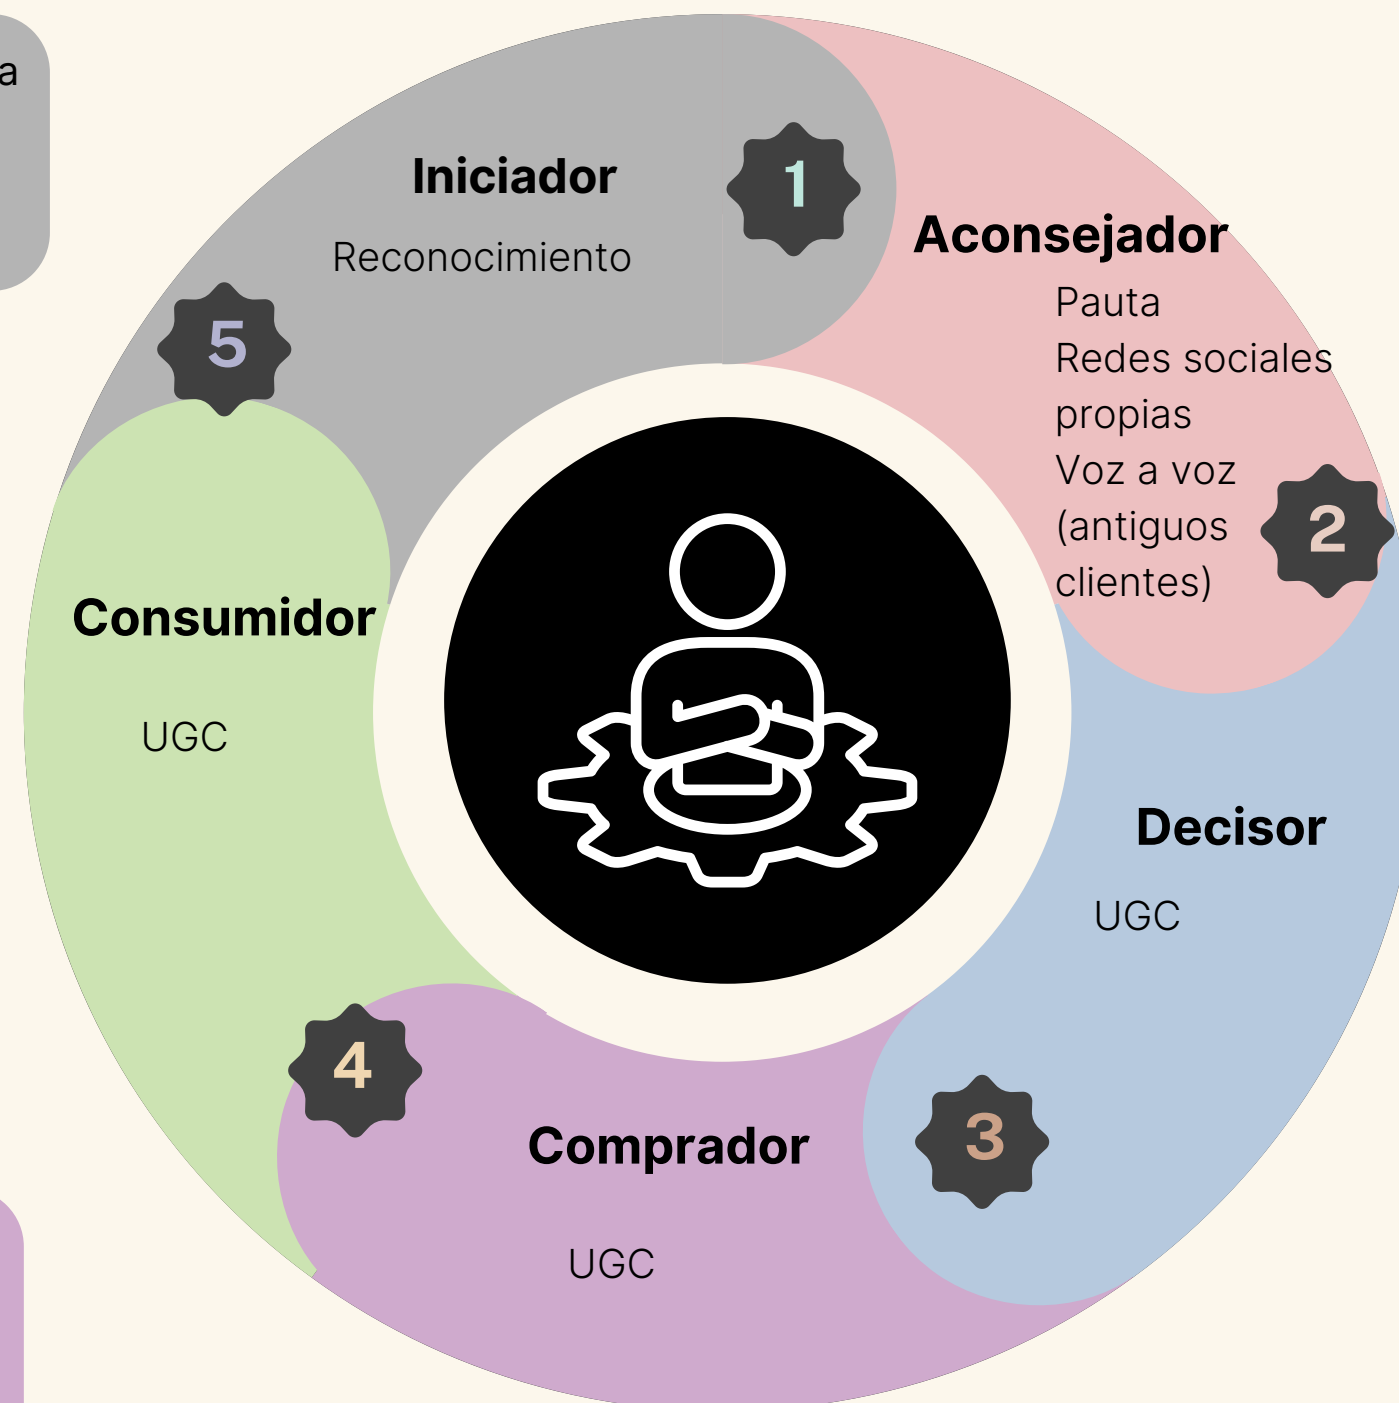 a
Iniciador
Reconocimiento
1
Aconsejador
Pauta
Redes sociales
propias
Voz a voz
(antiguos
clientes)
2
Decisor
UGC
3
Comprador
UGC
4
Consumidor
UGC
5